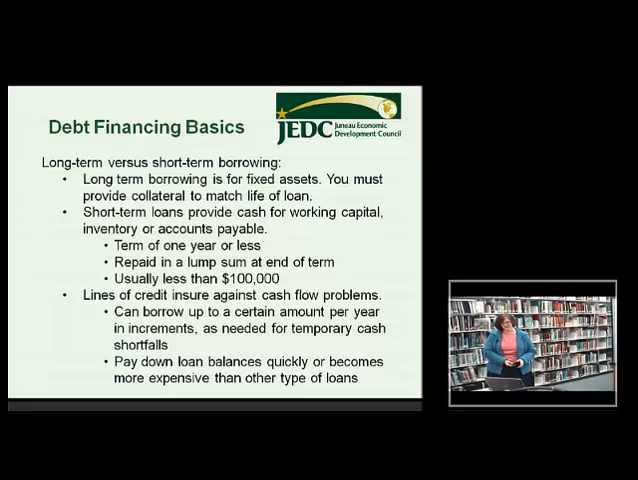 Debt Financing Basics
JEDC
Juneau Economic
Development Council
Long-term versus short-term borrowing:
• Long term borrowing is for fixed assets. You must
provide collateral to match life of loan.
• Short-term loans provide cash for working capital,
inventory or accounts payable.
• Term of one year or less
• Repaid in a lump sum at end of term
• Usually less than $100,000
• Lines of credit insure against cash flow problems.
• Can borrow up to a certain amount per year
in increments, as needed for temporary cash
shortfalls
• Pay down loan balances quickly or becomes
more expensive than other type of loans